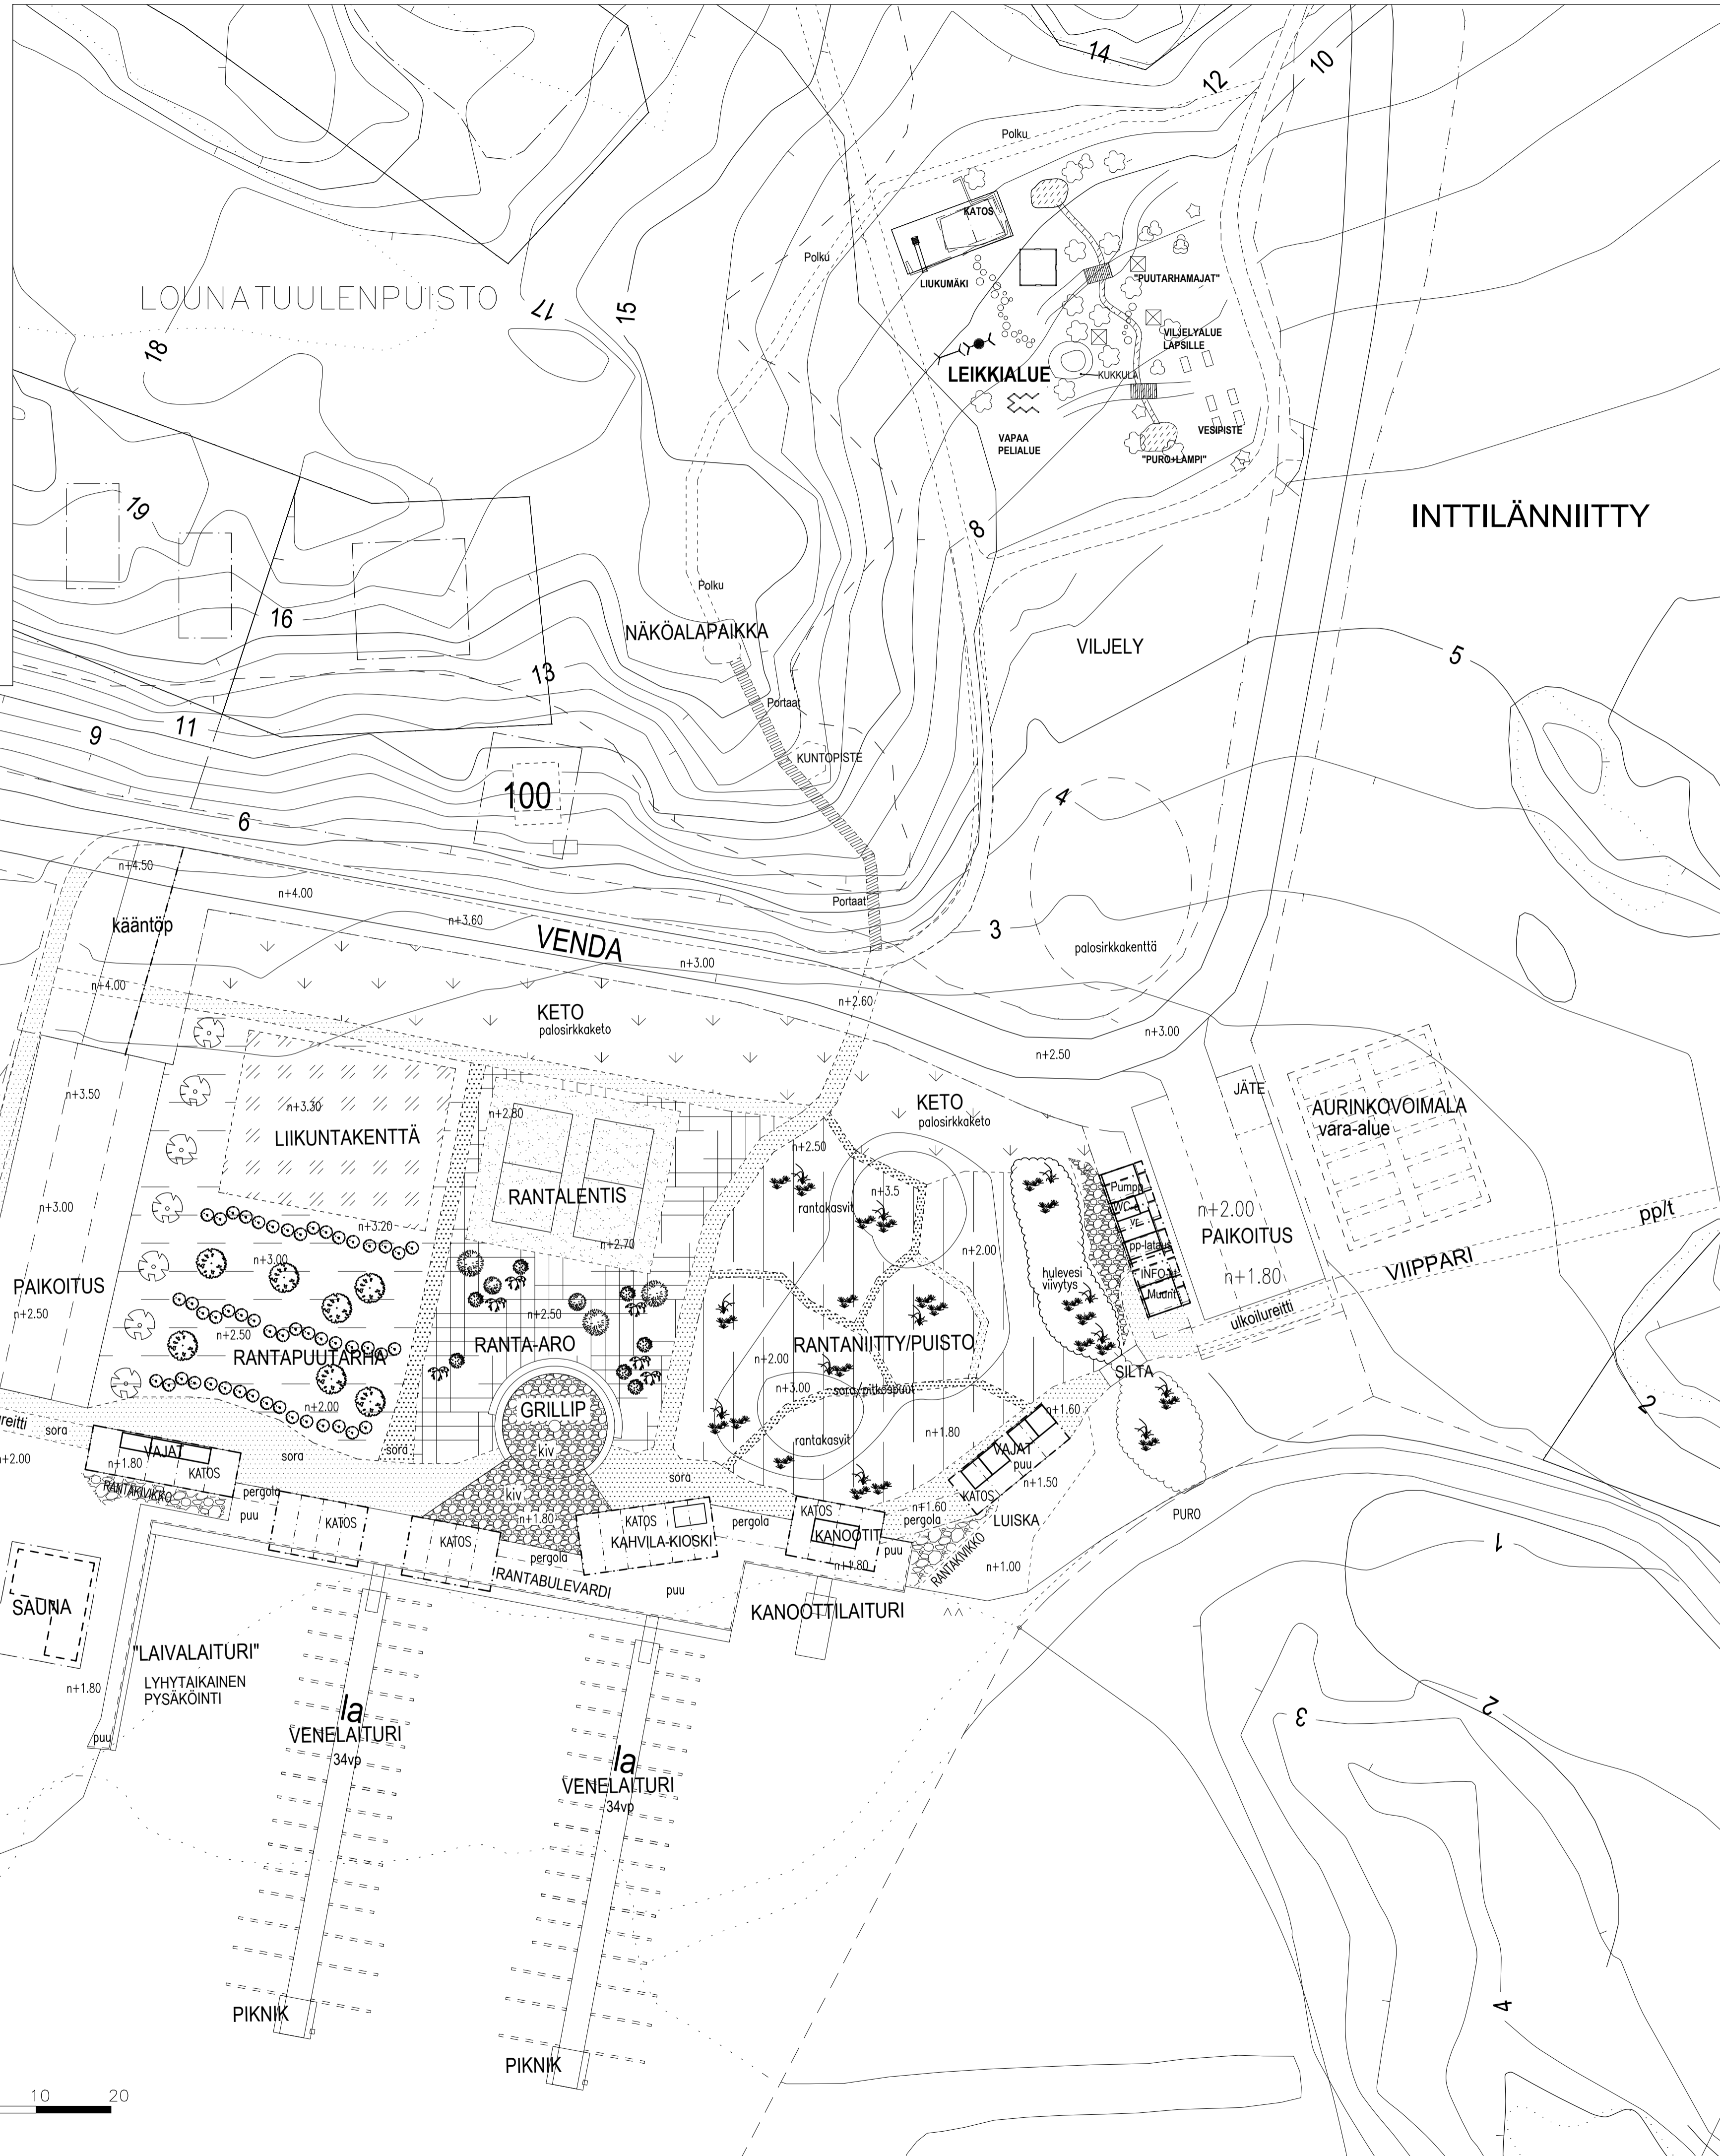 14
12
10
Polku
KATOS
Polku
LIUKUMÄKI
"PUUTARHAMAJAT"
LOUNATUULENPUISTO
17
15
18
VILJELYALUE
LAPSILLE
LEIKKIALUE
KUKKULA
VAPAA
PELIALUE
VESIPISTE
"PURO+LAMPI"
19
8
INTTILÄNNIITTY
Polku
16
NÄKÖALAPAIKKA
VILJELY
5
13
Portaat
11
9
KUNTOPISTE
100
4
6
n+4.50
n+4.00
Portaat
kääntöp
n+3.60
VENDA
3
palosirkkakenttä
n+3.00
n+4.00
n+2.60
KETO
palosirkkaketo
n+3.00
n+2.50
n+3.50
JÄTE
n+3.30
n+2.80
KETO
palosirkkaketo
AURINKOVOIMALA
vara-alue
LIIKUNTAKENTTÄ
n+2.50
Pumpp
RANTALENTIS
n+3.5
WC
n+3.00
rantakasvit
VE
n+2.00
pp/t
n+3.20
PAIKOITUS
n+2.70
n+2.00
pp-lataus
n+3.00
VIIPPARI
hulevesi
viivytys
INFO
n+1.80
PAIKOITUS
Muunt
n+2.50
n+2.50
ulkoilureitti
n+2.50
RANTA-ARO
RANTANIITTY/PUISTO
RANTAPUUTARHA
n+2.00
SILTA
n+3.00
sora/pitkospuut
2
n+2.00
GRILLIP
n+1.60
ureitti
sora
n+1.80
rantakasvit
VAJAT
sora
sora
kiv
VAJAT
n+2.00
n+1.80
KATOS
sora
puu
n+1.50
RANTAKIVIKKO
pergola
kiv
KATOS
puu
n+1.80
KATOS
KATOS
pergola
KATOS
n+1.60
pergola
LUISKA
PURO
KATOS
KAHVILA-KIOSKI
KANOOTIT
puu
1
pergola
n+1.80
RANTAKIVIKKO
n+1.00
RANTABULEVARDI
puu
SAUNA
KANOOTTILAITURI
"LAIVALAITURI"
LYHYTAIKAINEN
PYSÄKÖINTI
n+1.80
la
2
3
puu
VENELAITURI
34vp
la
VENELAITURI
34vp
4
PIKNIK
PIKNIK
10
20